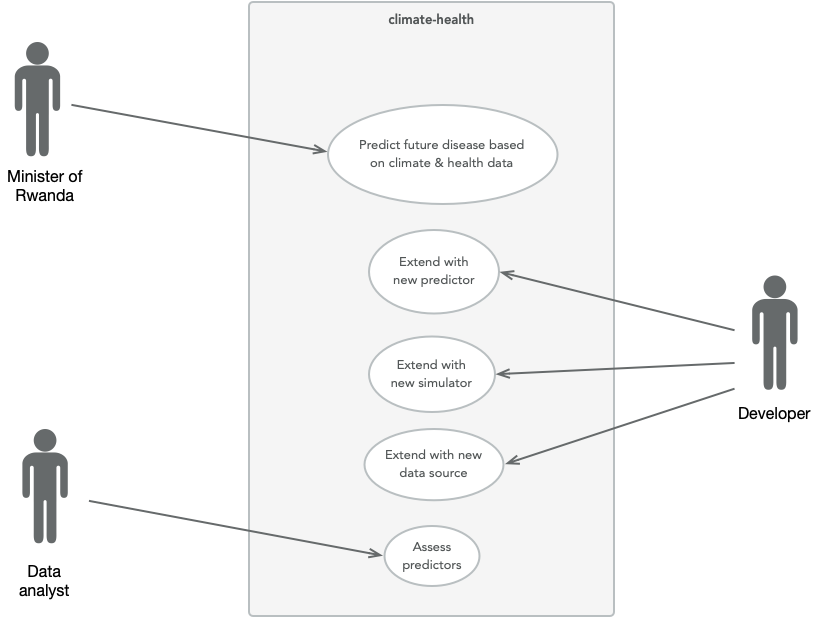 climate-health
Predict future disease based
on climate & health data
Minister of
Rwanda
Extend with
new predictor
Extend with
new simulator
Developer
Extend with new
data source
Assess
predictors
Data
analyst